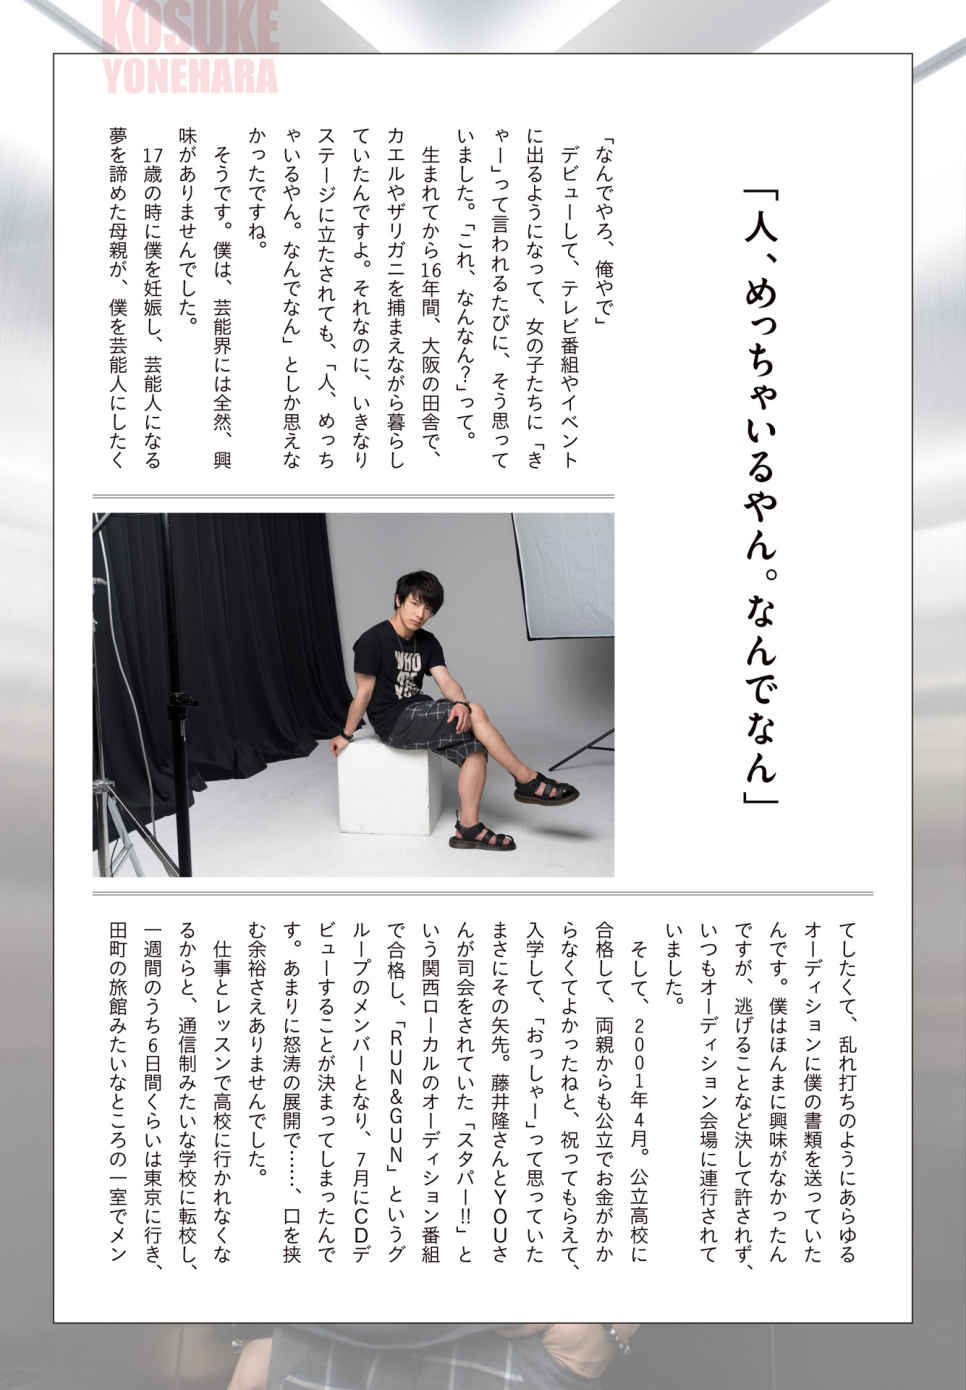 KOSUKE
YONEHARA
「人、めっちゃいるやん。なんでなん」
「なんでやろ、俺やで」
　デビューして、テレビ番組やイベント
に出るようになって、女の子たちに「き
ゃー」って言われるたびに、そう思って
いました。「これ、なんなん？」って。
　生まれてから16年間、大阪の田舎で、
カエルやザリガニを捕まえながら暮らし
ていたんですよ。それなのに、いきなり
ステージに立たされても、「人、めっち
ゃいるやん。なんでなん」としか思えな
かったですね。
　そうです。僕は、芸能界には全然、興
味がありませんでした。
　17歳の時に僕を妊娠し、芸能人になる
夢を諦めた母親が、僕を芸能人にしたく
WHO
てしたくて、乱れ打ちのようにあらゆる
オーディションに僕の書類を送っていた
んです。僕はほんまに興味がなかったん
ですが、逃げることなど決して許されず、
いつもオーディション会場に連行されて
いました。
　そして、2001年4月。公立高校に
合格して、両親からも公立でお金がかか
らなくてよかったねと、祝ってもらえて、
入学して、「おっしゃー」って思っていた
まさにその矢先。藤井隆さんとYOUさ
んが司会をされていた「スタパー!!」と
いう関西ローカルのオーディション番組
で合格し、「RUN&GUN」というグ
ループのメンバーとなり、7月にCDデ
ビューすることが決まってしまったんで
す。あまりに怒涛の展開で……、口を挟
む余裕さえありませんでした。
　仕事とレッスンで高校に行かれなくな
るからと、通信制みたいな学校に転校し、
一週間のうち6日間くらいは東京に行き、
田町の旅館みたいなところの一室でメン